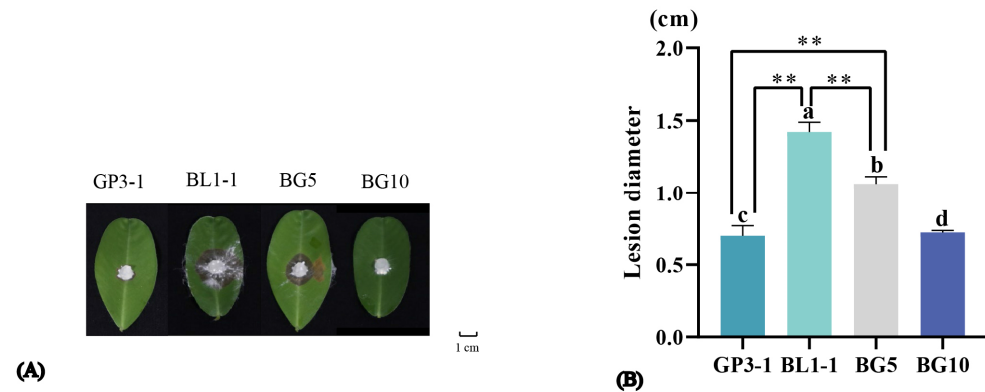 GP3-1 BL1-1 BG5 BG10
1 cm
(A)
(cm)
Lesion diameter
2.0
1.5
1.0
0.5
0.0
**
** **
a
b
c
d
GP3-1 BL1-1 BG5 BG10
(B)